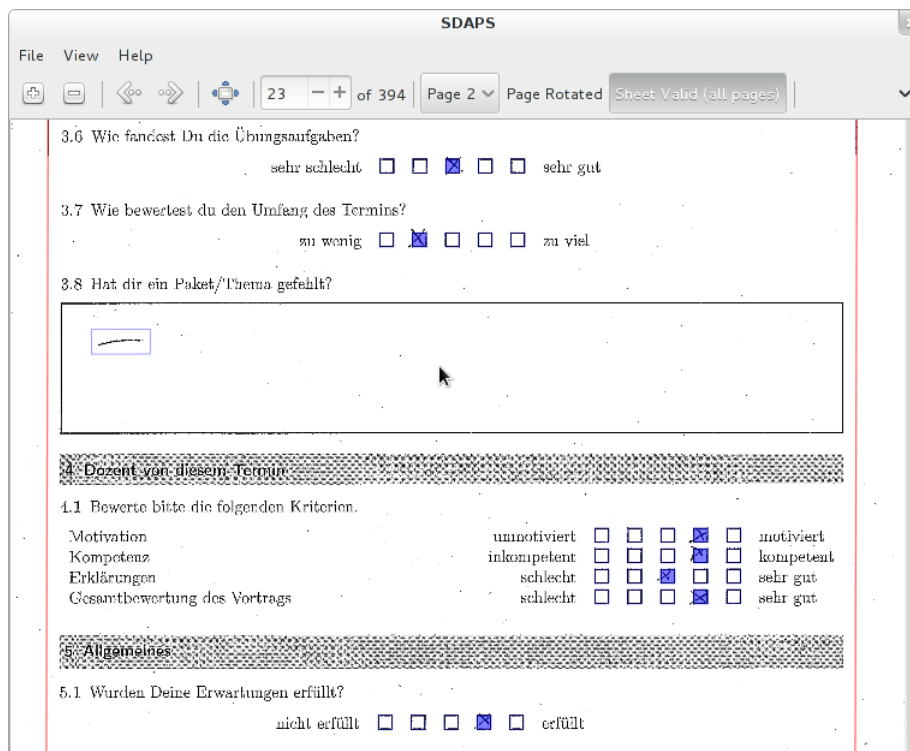 SDAPS
File View Help
23 of 394 Page 2 Page Rotated Sheet Valid (all pages)
3.6 Wie fandest Du die Übungsaufgaben?
sehr schlecht sehr gut
3.7 Wie bewertest du den Umfang des Termins?
zu wenig zu viel
3.8 Hat dir ein Paket/Thema gefehlt?
4 Dozent von diesem Termin
4.1 Bewerte bitte die folgenden Kriterien.
Motivation unmotiviert motiviert
Kompetenz inkompetent kompetent
Erklärungen schlecht sehr gut
Gesamtbewertung des Vortrags schlecht sehr gut
5 Allgemeines
5.1 Wurden Deine Erwartungen erfüllt?
nicht erfüllt erfüllt